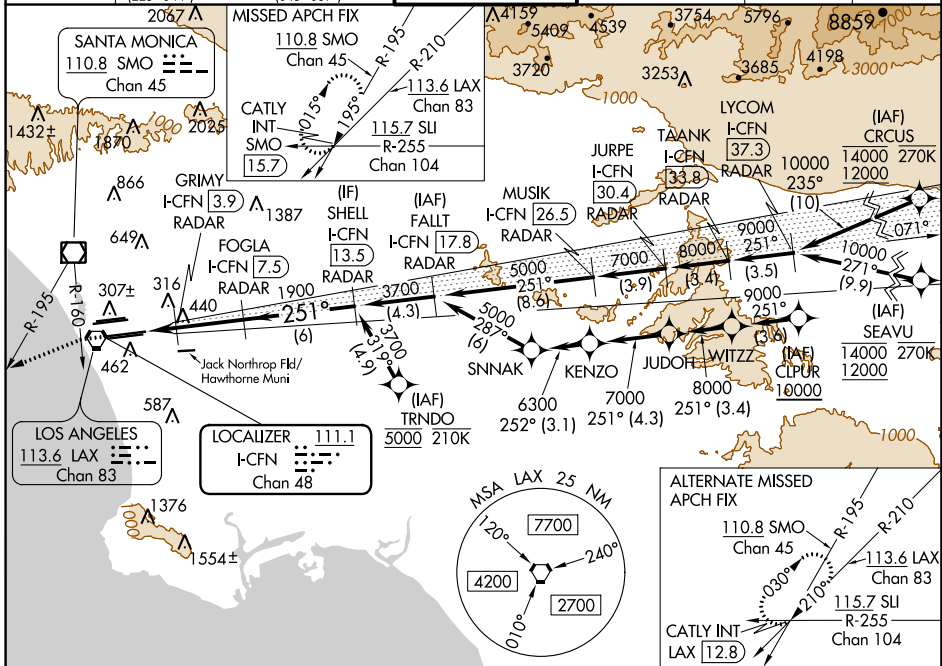 2067
SANTA MONICA
110.8 SMO
Chan 45
MISSED APCH FIX
110.8 SMO
Chan 45
R-195
R-210
113.6 LAX
Chan 83
015°
195°
CATLY
INT
SMO
15.7
115.7 SLI
R-255
Chan 104
4159
5409
4539
3754
5796
8859
3720
3253
3685
4198
3000
1000
1000
1000
1432±
1870
2025
1000
866
649
1387
307±
316
440
462
587
1376
1554±
GRIMY
I-CFN 3.9
RADAR
FOGLA
I-CFN 7.5
RADAR
(IF)
SHELL
I-CFN
13.5
RADAR
(IAF)
FALLT
I-CFN 17.8
RADAR
MUSIK
I-CFN 26.5
RADAR
JURPE
I-CFN
30.4
RADAR
TAANK
I-CFN
33.8
RADAR
LYCOM
I-CFN
37.3
RADAR
(IAF)
CRCUS
14000 270K
12000
10000
235°
(10)
071°
10000
271°
(9.9)
(IAF)
SEAVU
14000 270K
12000
9000
251°
(3.5)
8000
(3.4)
7000
(3.9)
5000
251°
(8.6)
3700
(4.3)
1900
251°
(6)
5000
287°
(6)
3700
319°
(4.9)
(IAF)
TRNDO
5000 210K
SNNAK
KENZO
JUDOH
WITZZ
9000
251°
(3.6)
(IAF)
CLPUR
10000
6300
252° (3.1)
7000
251° (4.3)
8000
251° (3.4)
R-195
R-160
Jack Northrop Fld/
Hawthorne Muni
LOS ANGELES
113.6 LAX
Chan 83
LOCALIZER 111.1
I-CFN
Chan 48
MSA LAX 25 NM
120°
7700
240°
4200
2700
010°
ALTERNATE MISSED
APCH FIX
110.8 SMO
Chan 45
R-195
R-210
113.6 LAX
Chan 83
030°
210°
115.7 SLI
R-255
Chan 104
CATLY INT
LAX 12.8